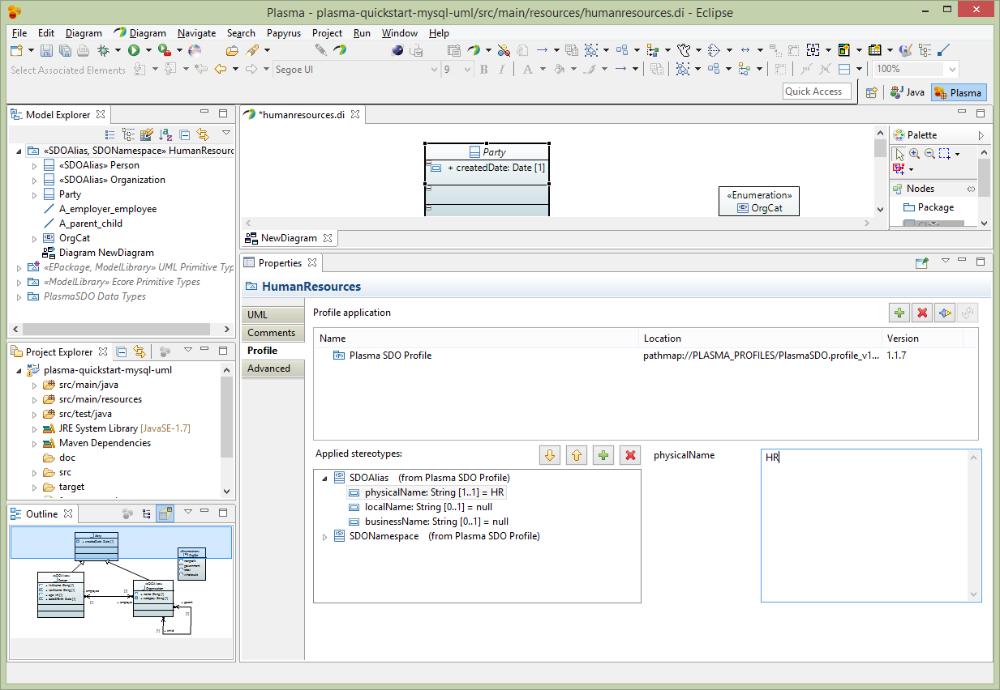 Plasma - plasma-quickstart-mysql-uml/src/main/resources/humanresources.di - Eclipse
File Edit Diagram Diagram Navigate Search Papyrus Project Run Window Help
Select Associated Elements Segoe UI 9 B I A 100%
Quick Access Java Plasma
Model Explorer
«SDOAlias, SDONamespace» HumanResourc
«SDOAlias» Person
«SDOAlias» Organization
Party
A_employer_employee
A_parent_child
OrgCat
Diagram NewDiagram
«EPackage, ModelLibrary» UML Primitive Typ
«ModelLibrary» Ecore Primitive Types
PlasmaSDO Data Types
Project Explorer
plasma-quickstart-mysql-uml
src/main/java
src/main/resources
src/test/java
JRE System Library [JavaSE-1.7]
Maven Dependencies
doc
src
target
Outline
*humanresources.di
Party
+ createdDate: Date [1]
«Enumeration»
OrgCat
Palette
Nodes
Package
NewDiagram
Properties
HumanResources
UML
Comments
Profile
Advanced
Profile application
Name Location Version
Plasma SDO Profile pathmap://PLASMA_PROFILES/PlasmaSDO.profile_v1... 1.1.7
Applied stereotypes:
SDOAlias (from Plasma SDO Profile)
physicalName: String [1..1] = HR
localName: String [0..1] = null
businessName: String [0..1] = null
SDONamespace (from Plasma SDO Profile)
physicalName
HR